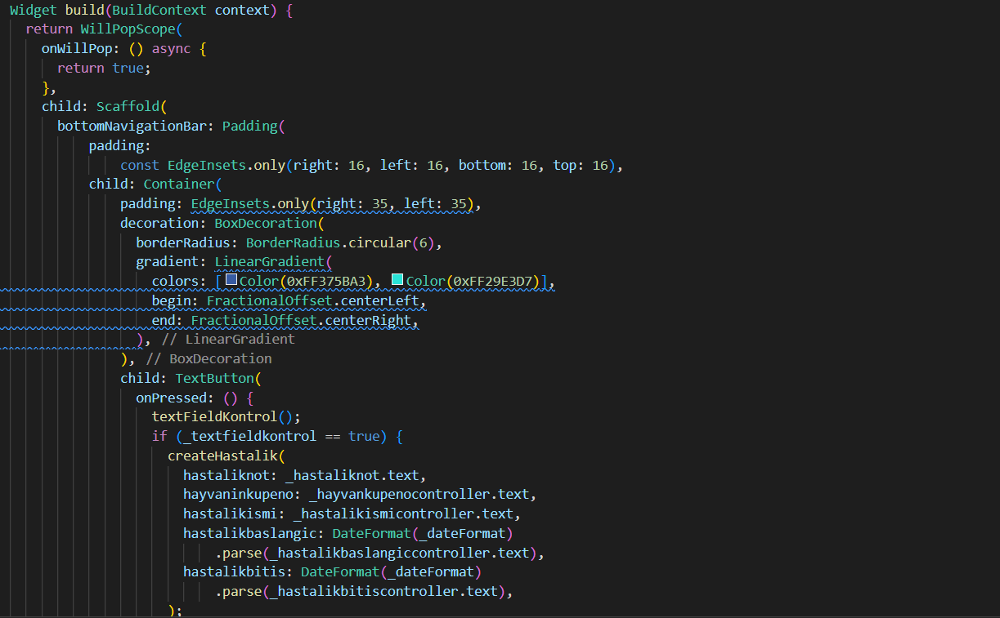 Widget build(BuildContext context) {
return WillPopScope(
onWillPop: () async {
return true;
},
child: Scaffold(
bottomNavigationBar: Padding(
padding:
const EdgeInsets.only(right: 16, left: 16, bottom: 16, top: 16),
child: Container(
padding: EdgeInsets.only(right: 35, left: 35),
decoration: BoxDecoration(
borderRadius: BorderRadius.circular(6),
gradient: LinearGradient(
colors: [Color(0xFF375BA3), Color(0xFF29E3D7)],
begin: FractionalOffset.centerLeft,
end: FractionalOffset.centerRight,
), // LinearGradient
), // BoxDecoration
child: TextButton(
onPressed: () {
textFieldKontrol();
if (_textfieldkontrol == true) {
createHastalik(
hastaliknot: _hastaliknot.text,
hayvaninkupeno: _hayvankupenocontroller.text,
hastalikismi: _hastalikismicontroller.text,
hastalikbaslangic: DateFormat(_dateFormat)
.parse(_hastalikbaslangiccontroller.text),
hastalikbitis: DateFormat(_dateFormat)
.parse(_hastalikbitiscontroller.text),
);